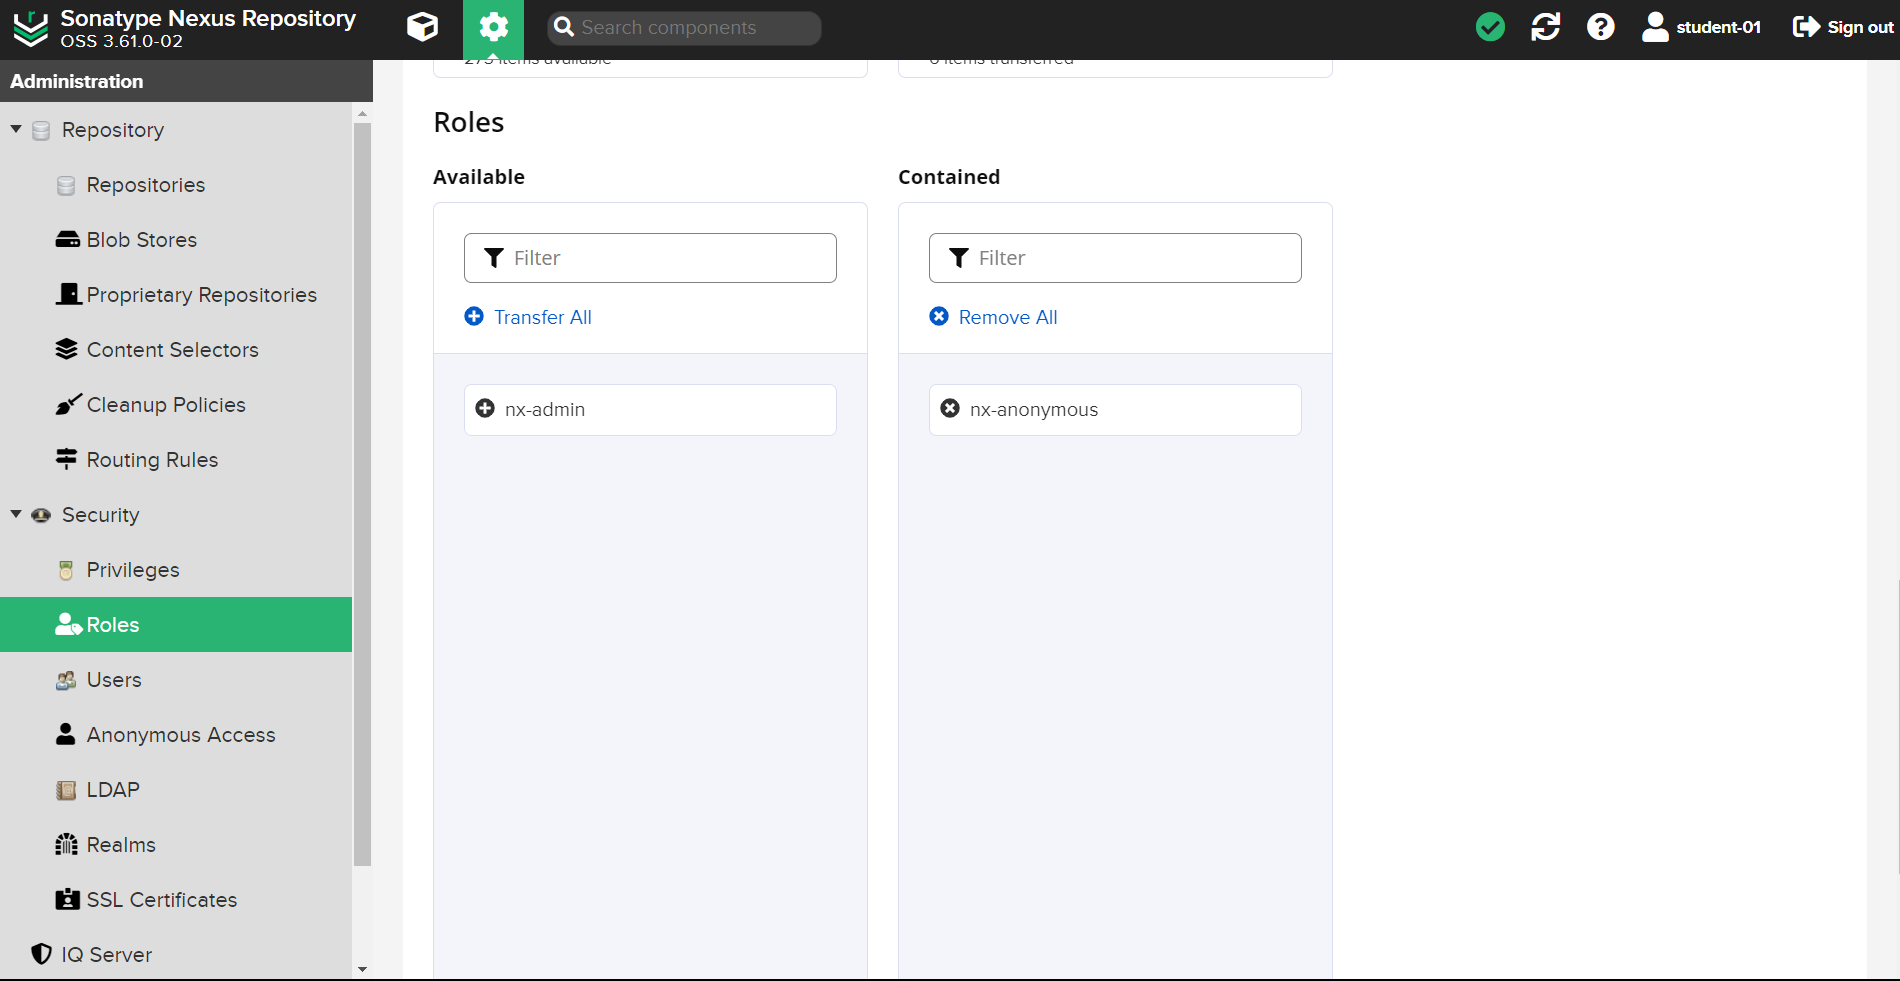 Sonatype Nexus Repository
OSS 3.61.0-02
Search components
student-01
Sign out
Administration
Repository
Repositories
Blob Stores
Proprietary Repositories
Content Selectors
Cleanup Policies
Routing Rules
Security
Privileges
Roles
Users
Anonymous Access
LDAP
Realms
SSL Certificates
IQ Server
items available
items transferred
Roles
Available
Filter
Transfer All
nx-admin
Contained
Filter
Remove All
nx-anonymous